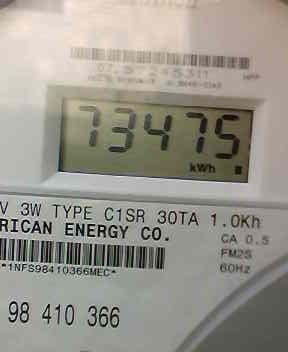 73475
kWh
V 3W TYPE C1SR 30TA 1.0Kh
RICAN ENERGY CO.
CA 0.5
FM2S
60Hz
*1NFS98410366MEC*
98 410 366